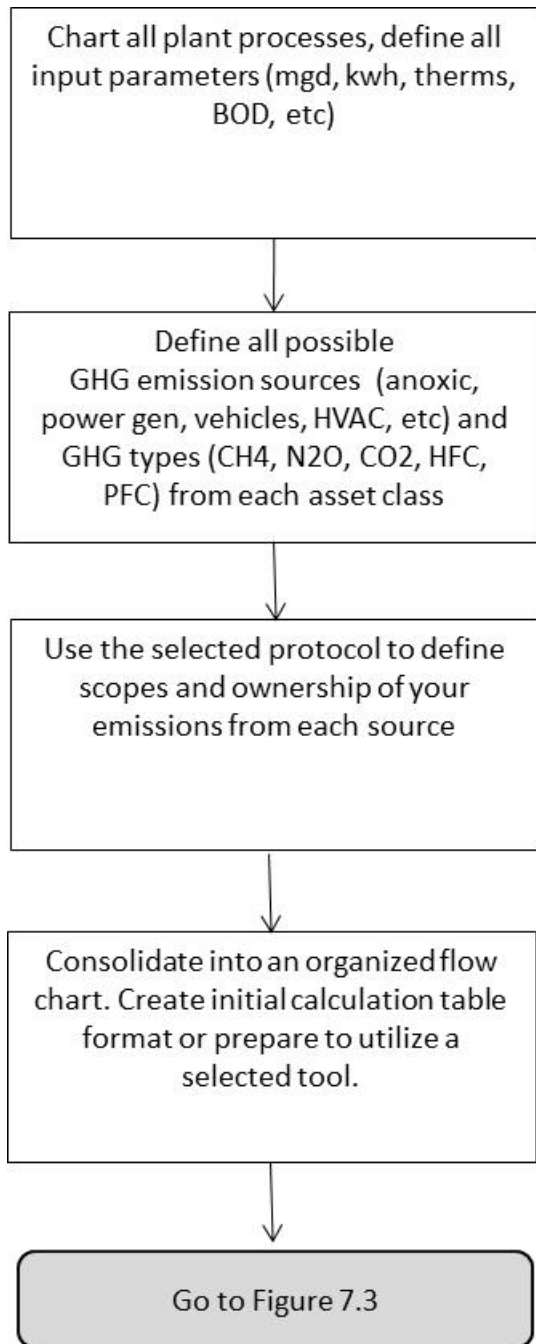 Chart all plant processes, define all
input parameters (mgd, kwh, therms,
BOD, etc)
Define all possible
GHG emission sources (anoxic,
power gen, vehicles, HVAC, etc) and
GHG types (CH4, N2O, CO2, HFC,
PFC) from each asset class
Use the selected protocol to define
scopes and ownership of your
emissions from each source
Consolidate into an organized flow
chart. Create initial calculation table
format or prepare to utilize a
selected tool.
Go to Figure 7.3